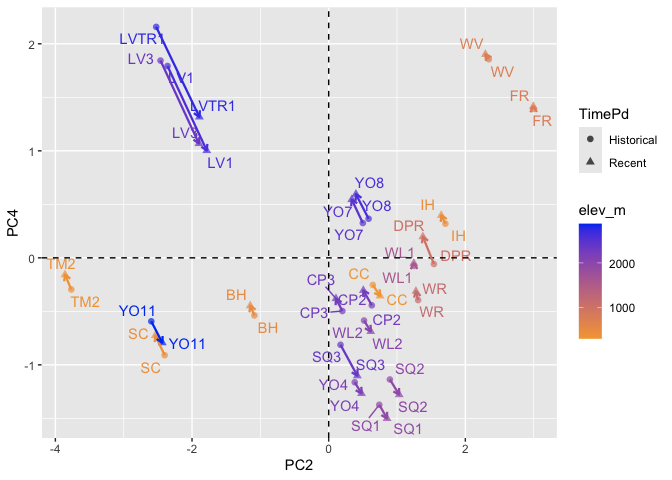 WV
WV
FR
FR
LVTR1
LV3
LV1
LVTR1
LV3
LV1
YO8
YO7
YO8
YO7
IH
IH
DPR
DPR
WL1
WL1
WR
WR
TM2
TM2
BH
BH
CC
CC
CP3
CP3
CP2
CP2
WL2
WL2
YO11
YO11
SC
SC
SQ3
SQ3
YO4
YO4
SQ2
SQ2
SQ1
SQ1
2
1
0
-1
-4
-2
0
2
PC2
PC4
TimePd
Historical
Recent
elev_m
2000
1000